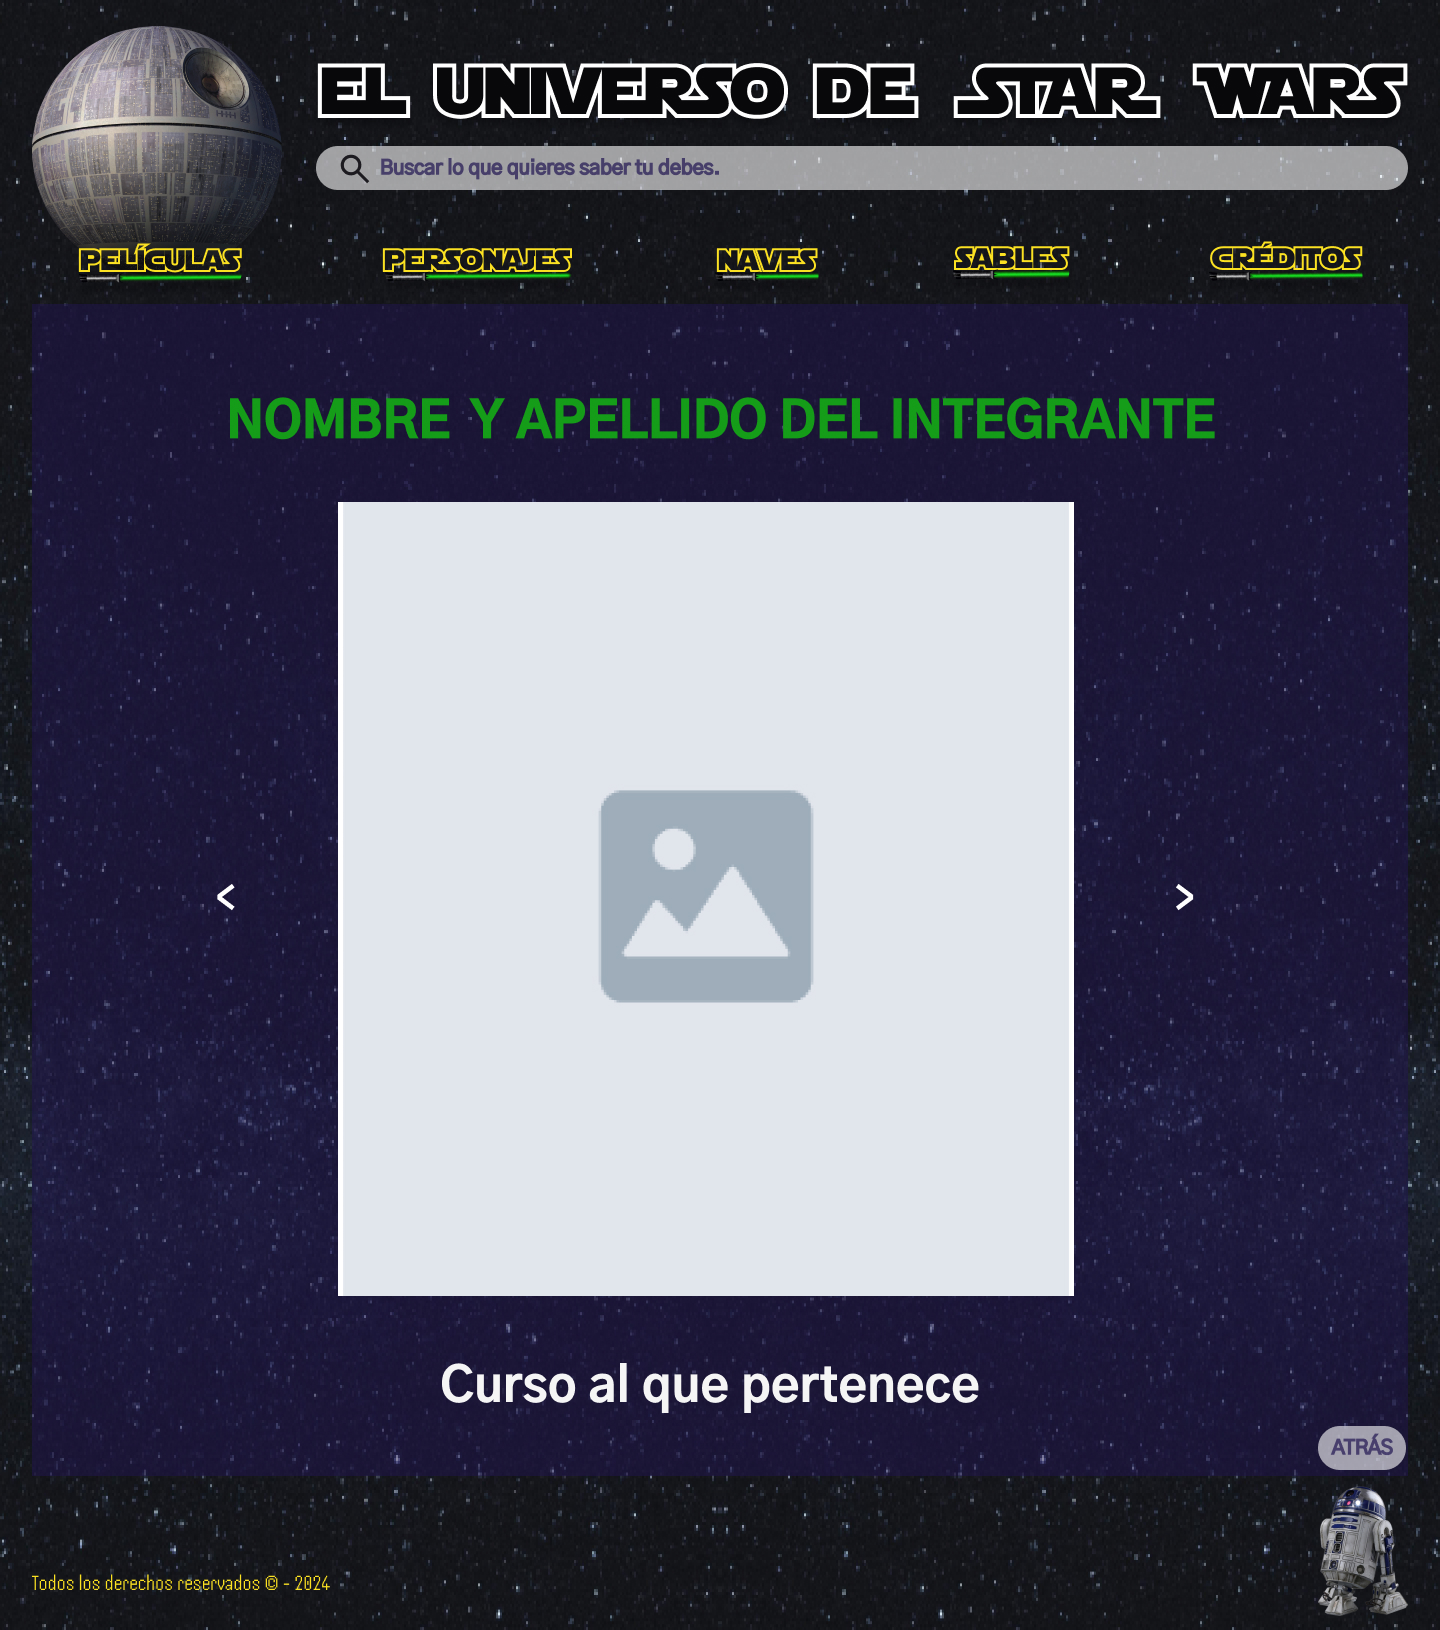 EL UNIVERSO DE STAR WARS
Buscar lo que quieres saber tu debes.
PELÍCULAS PERSONAJES NAVES SABLES CRÉDITOS
NOMBRE Y APELLIDO DEL INTEGRANTE
< >
Curso al que pertenece
ATRÁS
Todos los derechos reservados © - 2024